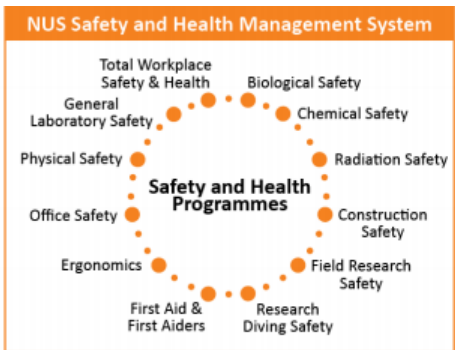 NUS Safety and Health Management System
Total Workplace
Safety & Health
Biological Safety
General
Laboratory Safety
Chemical Safety
Physical Safety
Radiation Safety
Safety and Health
Programmes
Office Safety
Construction
Safety
Ergonomics
Field Research
Safety
First Aid &
First Aiders
Research
Diving Safety